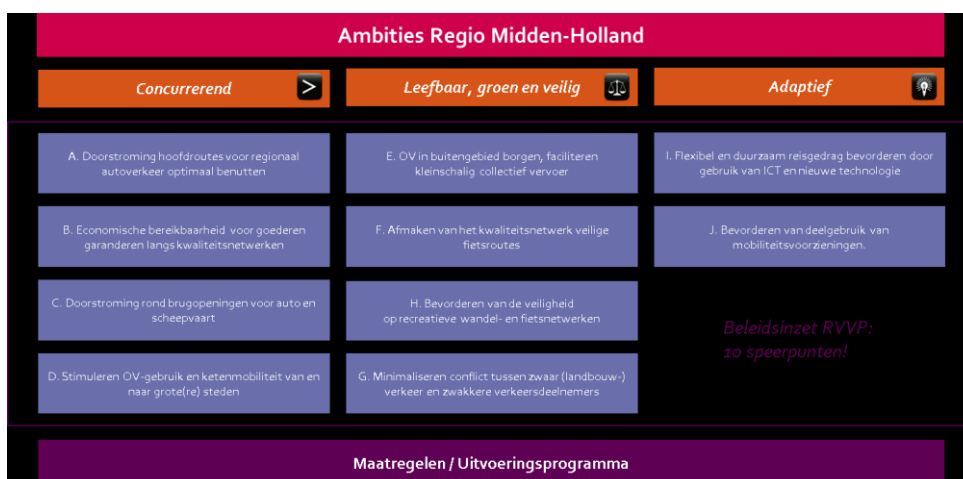 Ambities Regio Midden-Holland
Concurrerend
>
Leefbaar, groen en veilig
Adaptief
A. Doorstroming hoofdroutes voor regionaal
autoverkeer optimaal benutten
B. Economische bereikbaarheid voor goederen
garanderen langs kwaliteitsnetwerken
C. Doorstroming rond brugopeningen voor auto en
scheepvaart
D. Stimuleren OV-gebruik en ketenmobiliteit van en
naar grote(re) steden
E. OV in buitengebied borgen, faciliteren
kleinschalig collectief vervoer
F. Afmaken van het kwaliteitsnetwerk veilige
fietsroutes
H. Bevorderen van de veiligheid
op recreatieve wandel- en fietsnetwerken
G. Minimaliseren conflict tussen zwaar (landbouw-)
verkeer en zwakkere verkeersdeelnemers
I. Flexibel en duurzaam reisgedrag bevorderen door
gebruik van ICT en nieuwe technologie
J. Bevorderen van deelgebruik van
mobiliteitsvoorzieningen.
Beleidsinzet RVVP:
10 speerpunten!
Maatregelen / Uitvoeringsprogramma